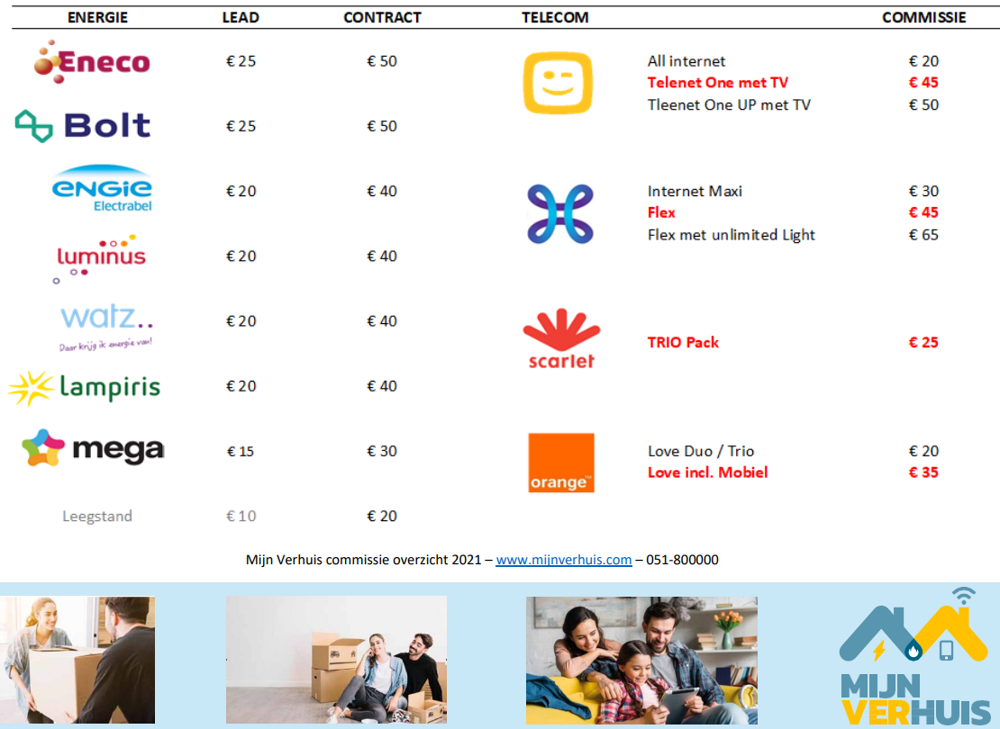 ENERGIE LEAD CONTRACT TELECOM COMMISSIE
Eneco € 25 € 50
All internet € 20
Telenet One met TV € 45
Tleenet One UP met TV € 50
Bolt € 25 € 50
ENGIE
Electrabel
€ 20 € 40
Internet Maxi € 30
Flex € 45
Flex met unlimited Light € 65
luminus € 20 € 40
watz..
Daar krijg ik energie van!
€ 20 € 40
scarlet
TRIO Pack € 25
lampiris € 20 € 40
mega € 15 € 30
orange™
Love Duo / Trio € 20
Love incl. Mobiel € 35
Leegstand € 10 € 20
Mijn Verhuis commissie overzicht 2021 – www.mijnverhuis.com – 051-800000
MIJN
VERHUIS